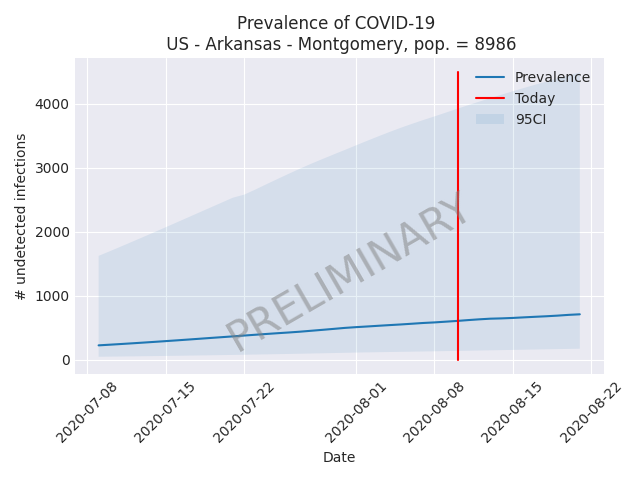 Prevalence of COVID-19
US - Arkansas - Montgomery, pop. = 8986
Prevalence
Today
95CI
4000
3000
2000
1000
0
# undetected infections
PRELIMINARY
2020-07-08
2020-07-15
2020-07-22
2020-08-01
2020-08-08
2020-08-15
2020-08-22
Date